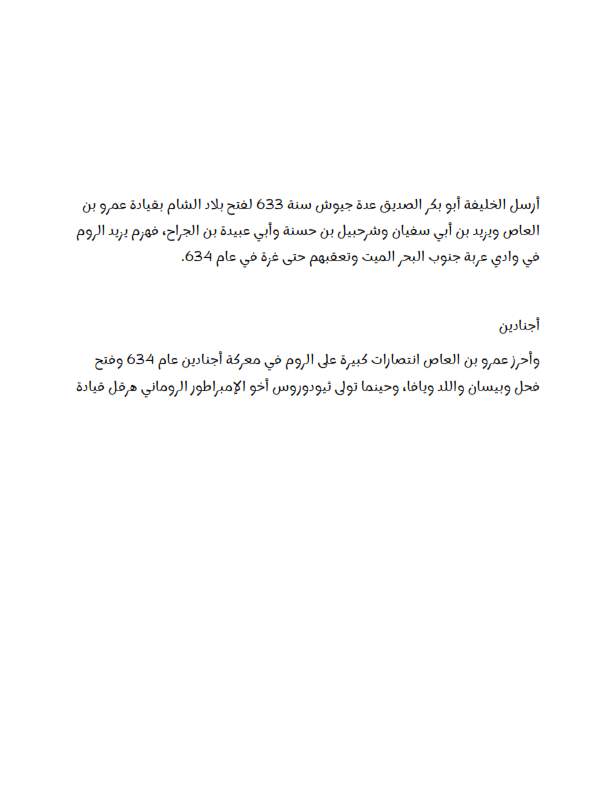 أرسل الخليفة أبو بكر الصديق عدة جيوش سنة 633 لفتح بلاد الشام بقيادة عمرو بن
العاص ويزيد بن أبي سفيان وشرحبيل بن حسنة وأبي عبيدة بن الجراح، فهزم يزيد الروم
في وادي عربة جنوب البحر الميت وتعقبهم حتى غزة في عام 634.
أجنادين
وأحرز عمرو بن العاص انتصارات كبيرة على الروم في معركة أجنادين عام 634 وفتح
فحل وبيسان واللد ويافا، وحينما تولى ثيودوروس أخو الإمبراطور الروماني هرقل قيادة